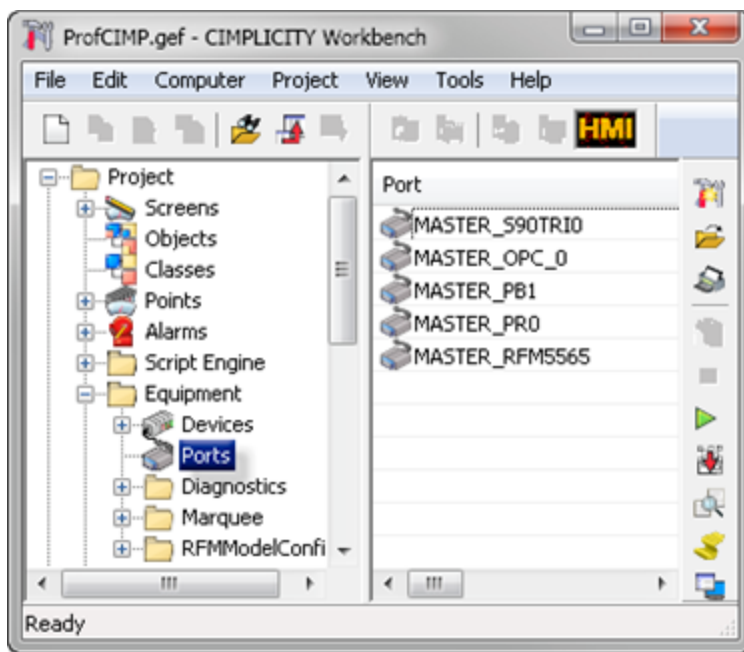 ProfCIMP.gef - CIMPLICITY Workbench
File Edit Computer Project View Tools Help
HMI
Project
Screens
Objects
Classes
Points
Alarms
Script Engine
Equipment
Devices
Ports
Diagnostics
Marquee
RFMModelConfi
Port
MASTER_S90TRI0
MASTER_OPC_0
MASTER_PB1
MASTER_PR0
MASTER_RFM5565
Ready